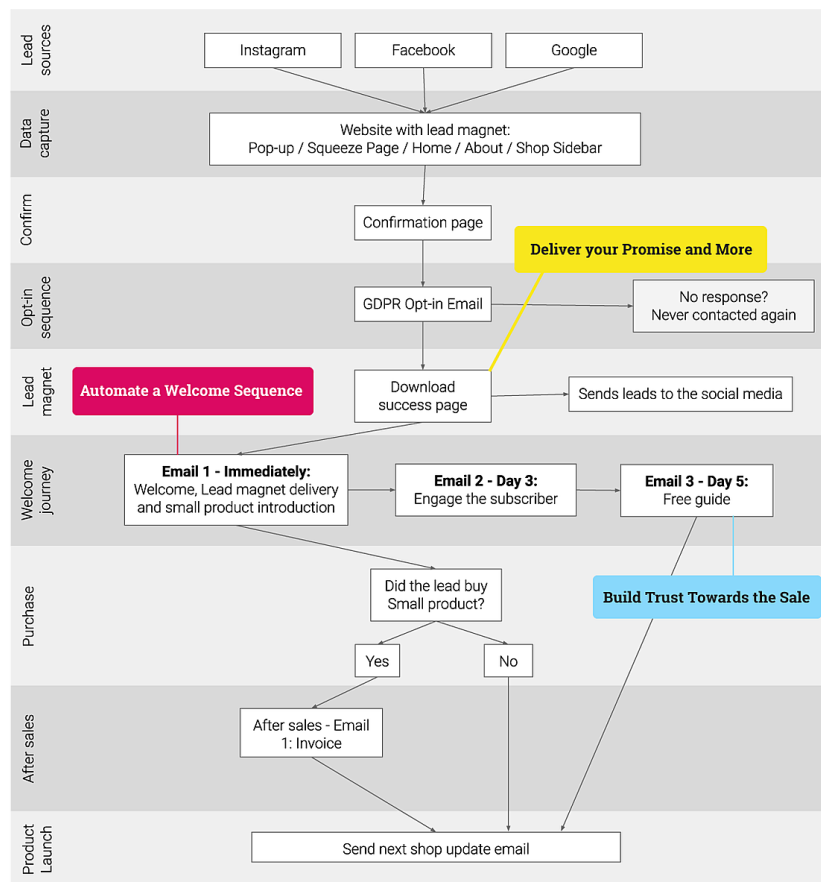 Lead
sources
Instagram
Facebook
Google
Data
capture
Website with lead magnet:
Pop-up / Squeeze Page / Home / About / Shop Sidebar
Confirm
Confirmation page
Deliver your Promise and More
Opt-in
sequence
GDPR Opt-in Email
No response?
Never contacted again
Lead
magnet
Automate a Welcome Sequence
Download
success page
Sends leads to the social media
Welcome
journey
Email 1 - Immediately:
Welcome, Lead magnet delivery
and small product introduction
Email 2 - Day 3:
Engage the subscriber
Email 3 - Day 5:
Free guide
Build Trust Towards the Sale
Purchase
Did the lead buy
Small product?
Yes
No
After sales
After sales - Email
1: Invoice
Product
Launch
Send next shop update email